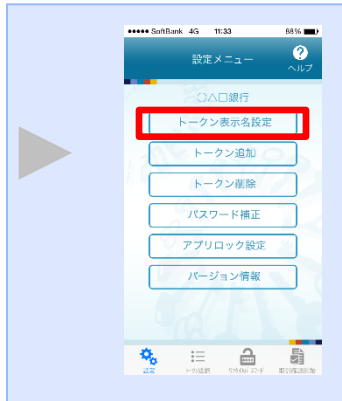 ●●●●● SoftBank 4G 11:33 88%
設定メニュー
?
ヘルプ
○△□銀行
トークン表示名設定
トークン追加
トークン削除
パスワード補正
アプリロック設定
バージョン情報
設定